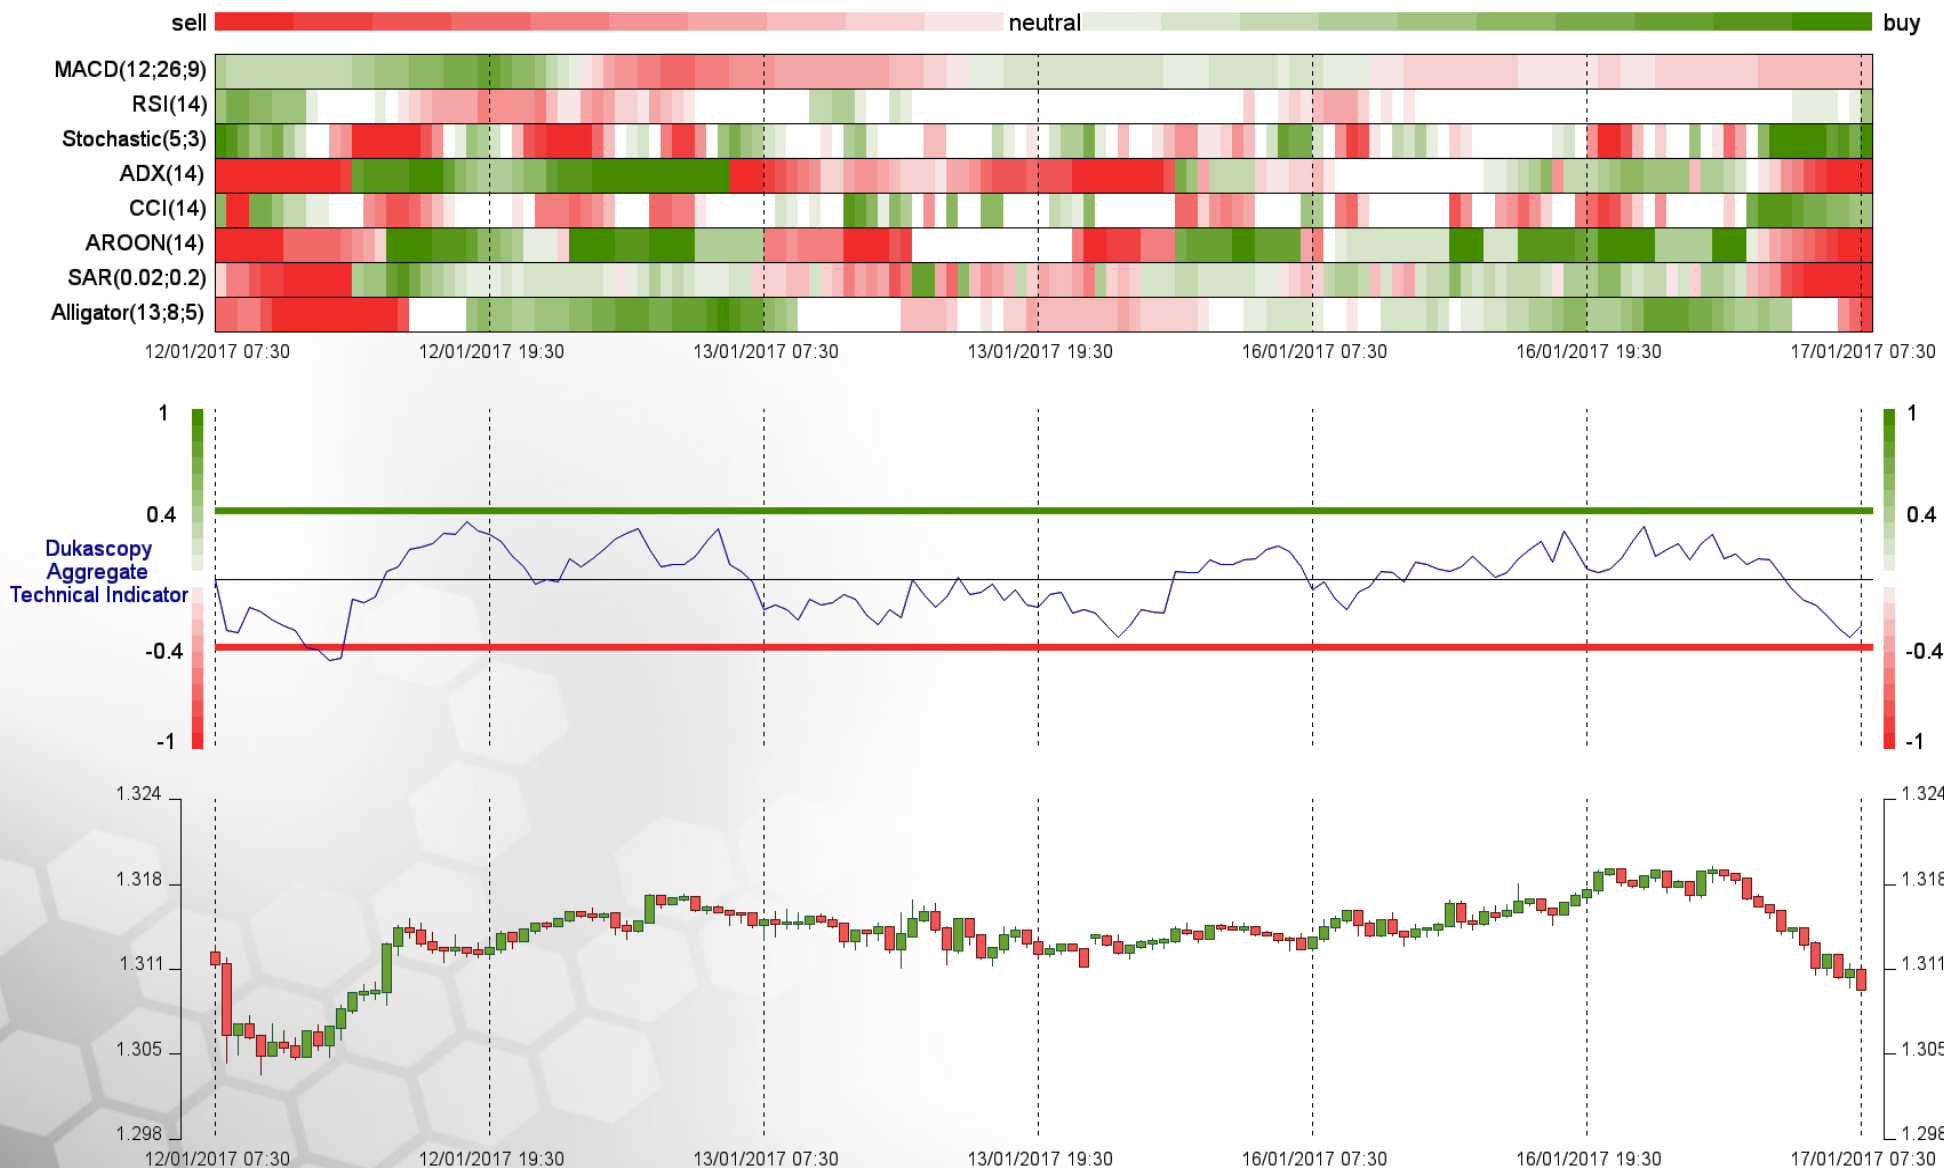 sell neutral buy
MACD(12;26;9)
RSI(14)
Stochastic(5;3)
ADX(14)
CCI(14)
AROON(14)
SAR(0.02;0.2)
Alligator(13;8;5)
12/01/2017 07:30 12/01/2017 19:30 13/01/2017 07:30 13/01/2017 19:30 16/01/2017 07:30 16/01/2017 19:30 17/01/2017 07:30
1 1
0.4 0.4
Dukascopy
Aggregate
Technical Indicator
-0.4 -0.4
-1 -1
1.324 1.324
1.318 1.318
1.311 1.311
1.305 1.305
1.298 1.298
12/01/2017 07:30 12/01/2017 19:30 13/01/2017 07:30 13/01/2017 19:30 16/01/2017 07:30 16/01/2017 19:30 17/01/2017 07:30